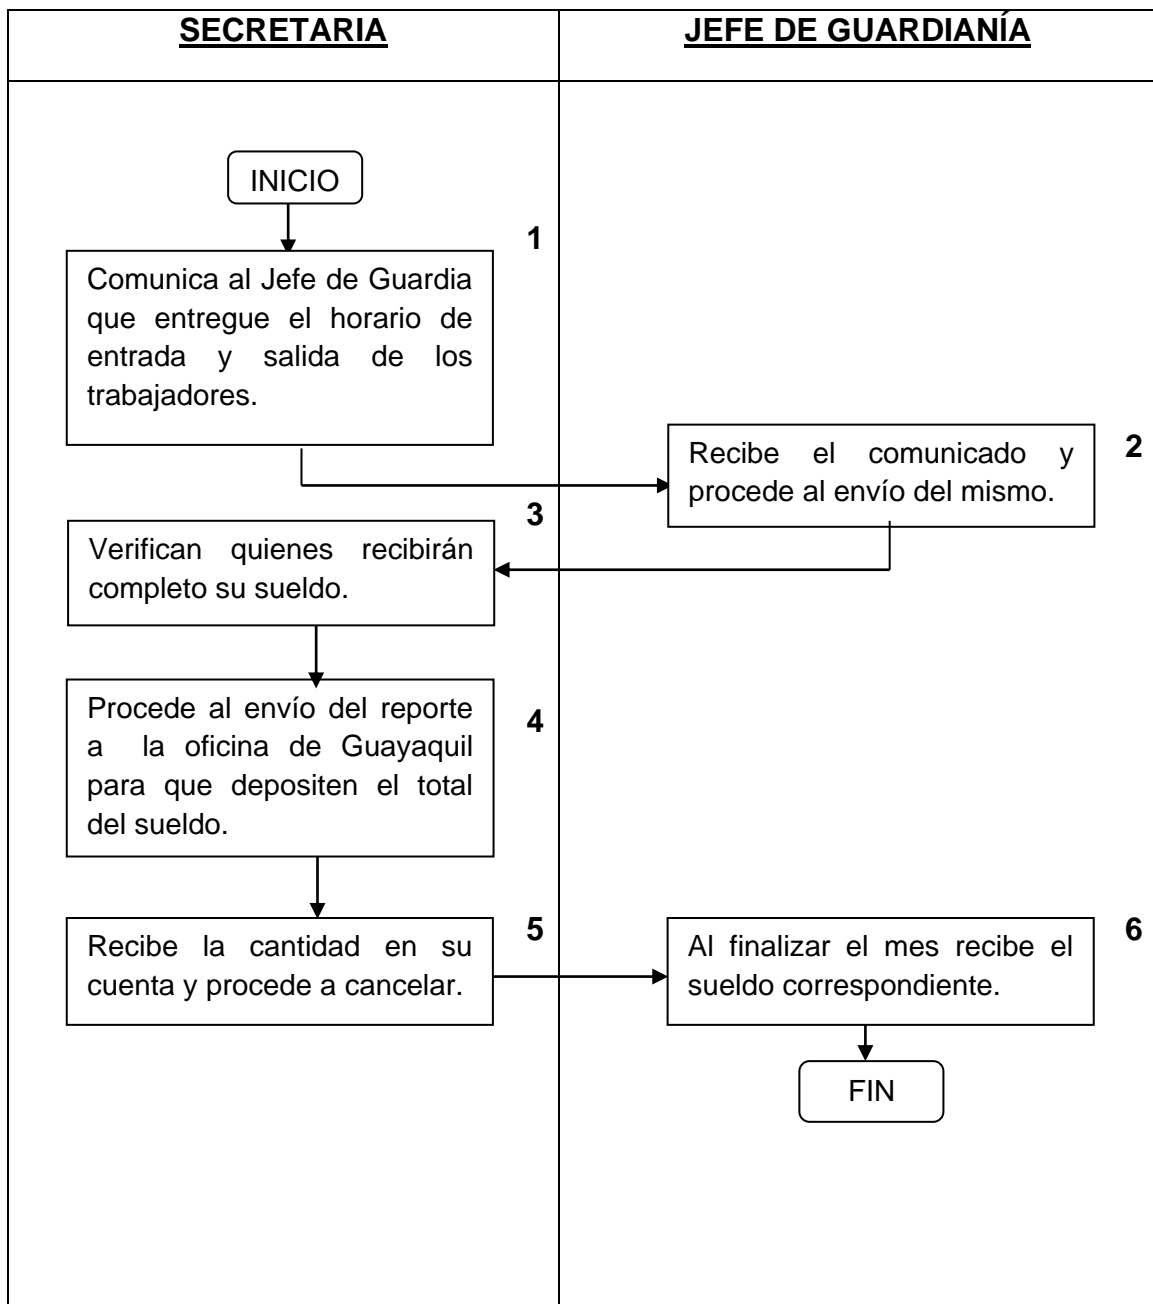 SECRETARIA
JEFE DE GUARDIANÍA
INICIO
1
Comunica al Jefe de Guardia
que entregue el horario de
entrada y salida de los
trabajadores.
2
Recibe el comunicado y
procede al envío del mismo.
3
Verifican quienes recibirán
completo su sueldo.
4
Procede al envío del reporte
a la oficina de Guayaquil
para que depositen el total
del sueldo.
5
Recibe la cantidad en su
cuenta y procede a cancelar.
6
Al finalizar el mes recibe el
sueldo correspondiente.
FIN